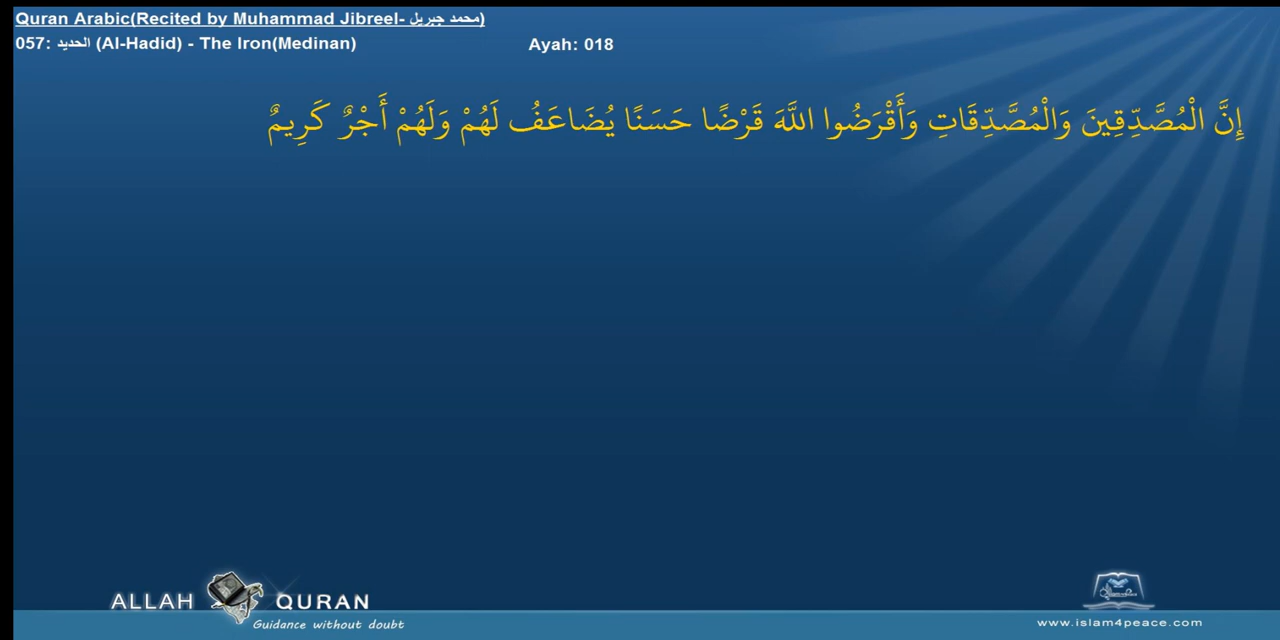 Quran Arabic(Recited by Muhammad Jibreel- محمد جبريل)
057: الحديد (Al-Hadid) - The Iron(Medinan) Ayah: 018
إِنَّ الْمُصَّدِّقِينَ وَالْمُصَّدِّقَاتِ وَأَقْرَضُوا اللَّهَ قَرْضًا حَسَنًا يُضَاعَفُ لَهُمْ وَلَهُمْ أَجْرٌ كَرِيمٌ
ALLAH QURAN
Guidance without doubt
www.islam4peace.com